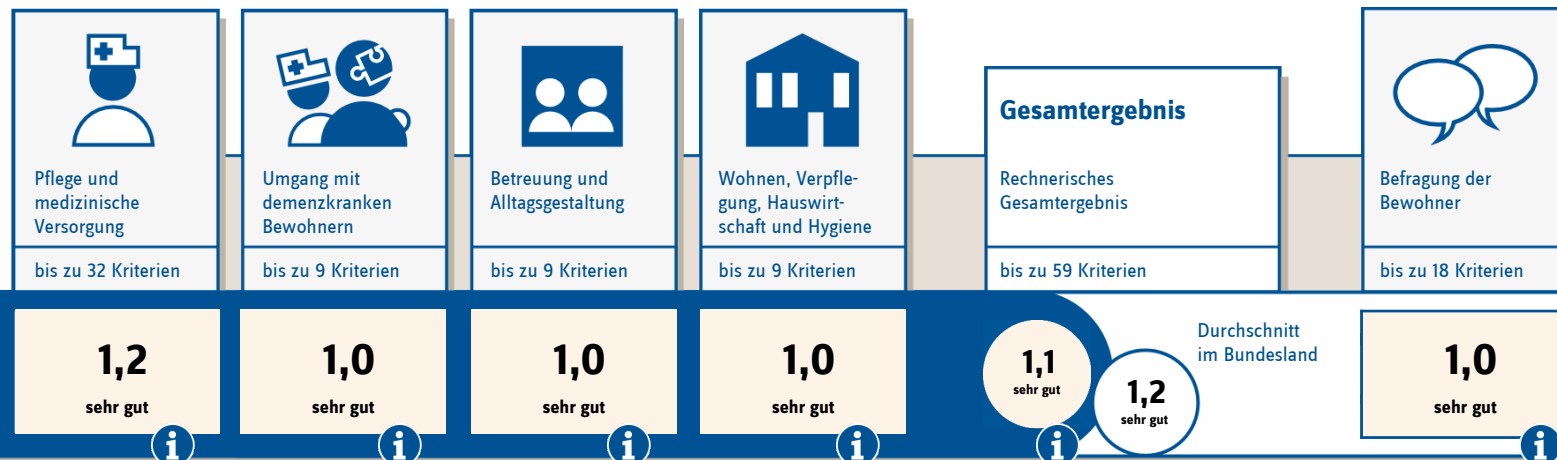 Pflege und
medizinische
Versorgung
bis zu 32 Kriterien
1,2
sehr gut
i
Umgang mit
demenzkranken
Bewohnern
bis zu 9 Kriterien
1,0
sehr gut
i
Betreuung und
Alltagsgestaltung
bis zu 9 Kriterien
1,0
sehr gut
i
Wohnen, Verpfle-
gung, Hauswirt-
schaft und Hygiene
bis zu 9 Kriterien
1,0
sehr gut
i
Gesamtergebnis
Rechnerisches
Gesamtergebnis
bis zu 59 Kriterien
1,1
sehr gut
i
Durchschnitt
im Bundesland
1,2
sehr gut
Befragung der
Bewohner
bis zu 18 Kriterien
1,0
sehr gut
i